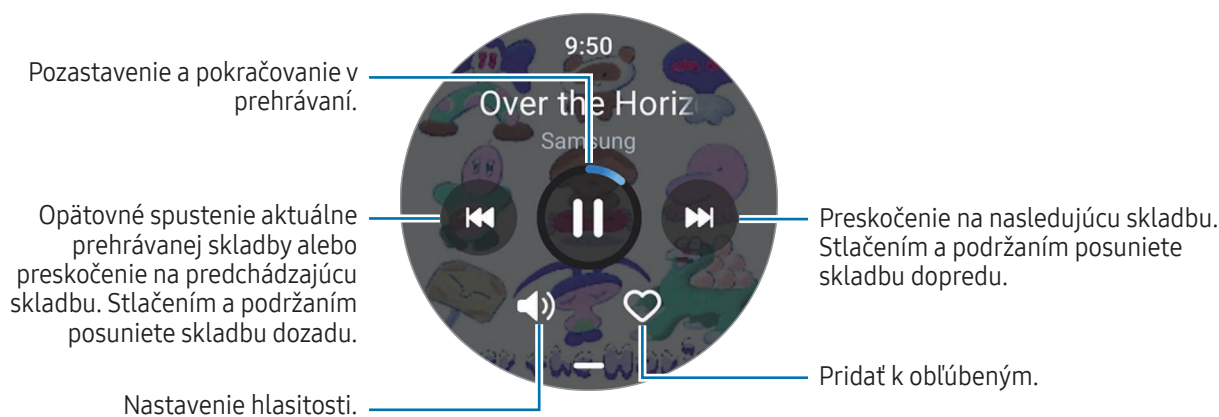 9:50
Pozastavenie a pokračovanie v
prehrávaní.
Over the Horiz
Samsung
Opätovné spustenie aktuálne
prehrávanej skladby alebo
preskočenie na predchádzajúcu
skladbu. Stlačením a podržaním
posuniete skladbu dozadu.
Preskočenie na nasledujúcu skladbu.
Stlačením a podržaním posuniete
skladbu dopredu.
Pridať k obľúbeným.
Nastavenie hlasitosti.